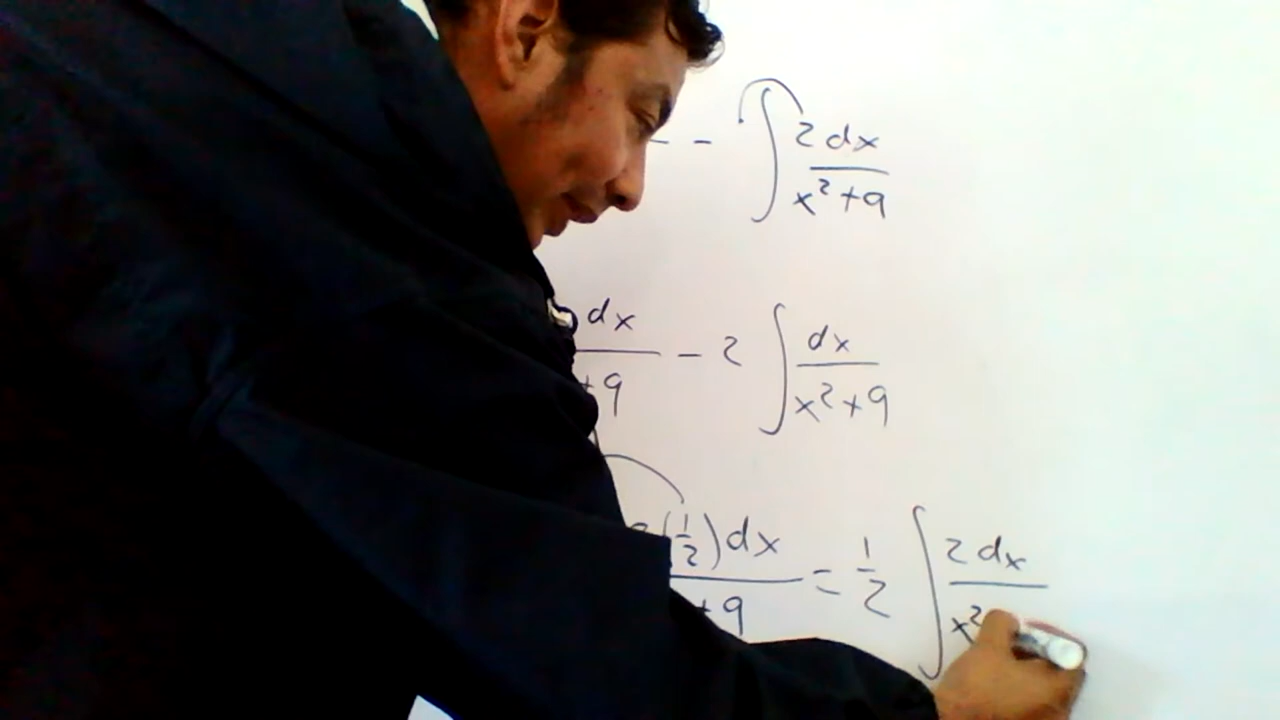 - ∫ 2dx / x²+9
dx / +9 - 2 ∫ dx / x²+9
(1/2)dx / +9 = 1/2 ∫ 2dx / x²